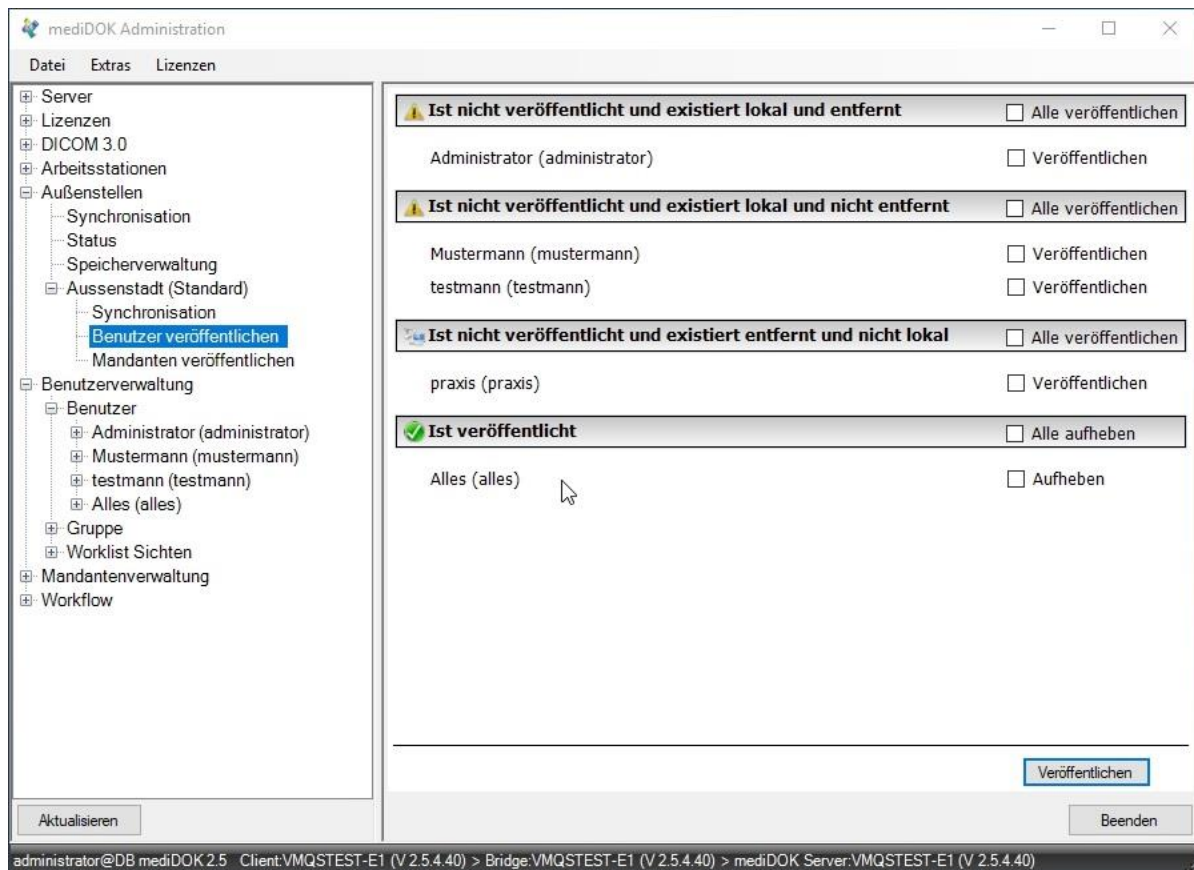 mediDOK Administration
Datei Extras Lizenzen
Server
Lizenzen
DICOM 3.0
Arbeitsstationen
Außenstellen
Synchronisation
Status
Speicherverwaltung
Aussenstadt (Standard)
Synchronisation
Benutzer veröffentlichen
Mandanten veröffentlichen
Benutzerverwaltung
Benutzer
Administrator (administrator)
Mustermann (mustermann)
testmann (testmann)
Alles (alles)
Gruppe
Worklist Sichten
Mandantenverwaltung
Workflow
Aktualisieren
Ist nicht veröffentlicht und existiert lokal und entfernt Alle veröffentlichen
Administrator (administrator) Veröffentlichen
Ist nicht veröffentlicht und existiert lokal und nicht entfernt Alle veröffentlichen
Mustermann (mustermann) Veröffentlichen
testmann (testmann) Veröffentlichen
Ist nicht veröffentlicht und existiert entfernt und nicht lokal Alle veröffentlichen
praxis (praxis) Veröffentlichen
Ist veröffentlicht Alle aufheben
Alles (alles) Aufheben
Veröffentlichen
Beenden
administrator@DB mediDOK 2.5 Client:VMQSTEST-E1 (V 2.5.4.40) > Bridge:VMQSTEST-E1 (V 2.5.4.40) > mediDOK Server:VMQSTEST-E1 (V 2.5.4.40)